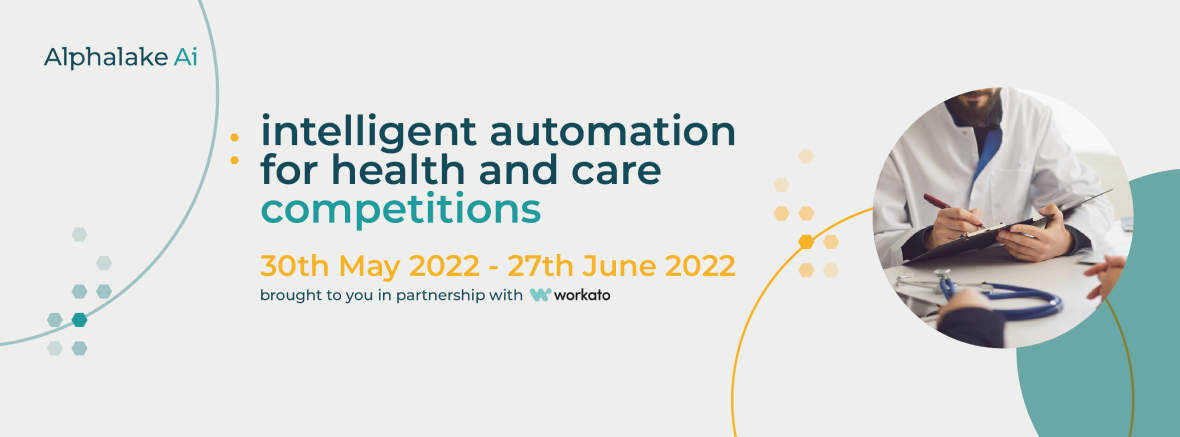 Alphalake Ai
intelligent automation
for health and care
competitions
30th May 2022 - 27th June 2022
brought to you in partnership with workato